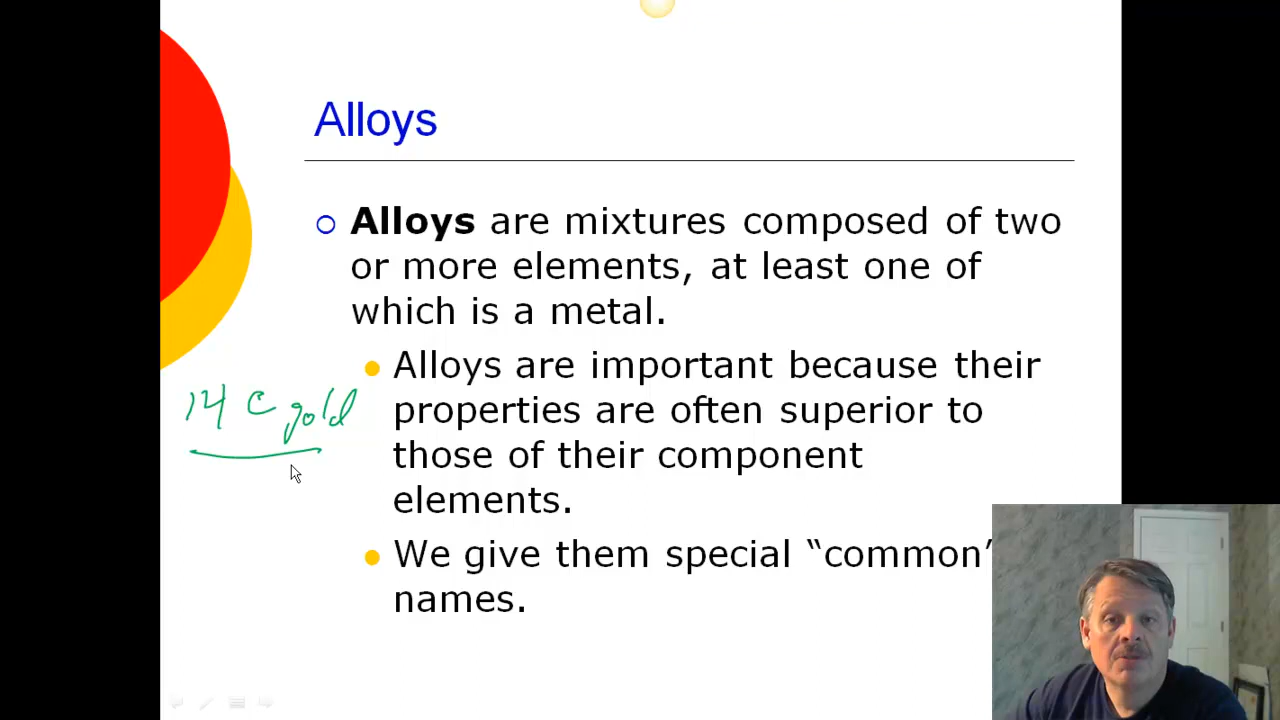 Alloys
Alloys are mixtures composed of two
or more elements, at least one of
which is a metal.
Alloys are important because their
properties are often superior to
those of their component
elements.
We give them special “common”
names.
14 C gold